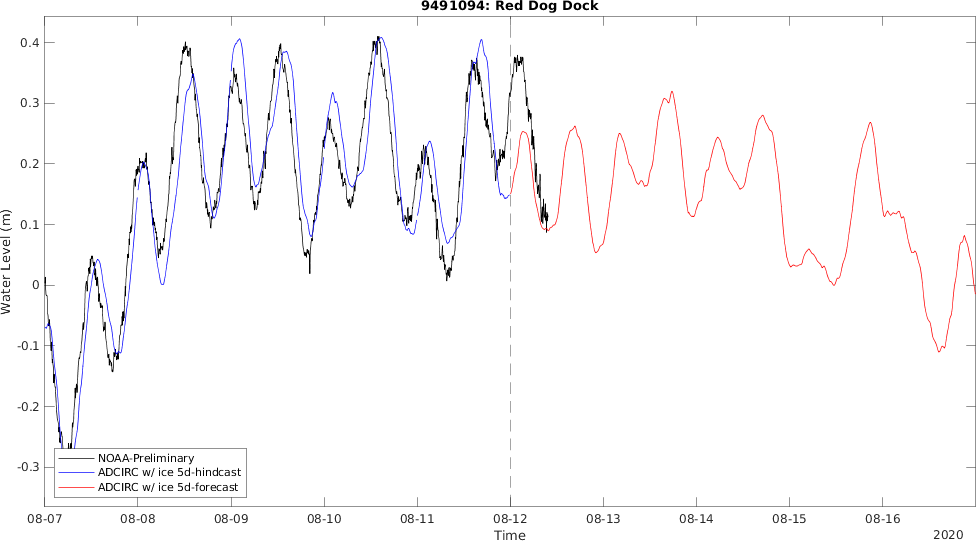 9491094: Red Dog Dock
Water Level (m)
0.4
0.3
0.2
0.1
0
-0.1
-0.2
-0.3
NOAA-Preliminary
ADCIRC w/ ice 5d-hindcast
ADCIRC w/ ice 5d-forecast
08-07 08-08 08-09 08-10 08-11 08-12 08-13 08-14 08-15 08-16
Time
2020